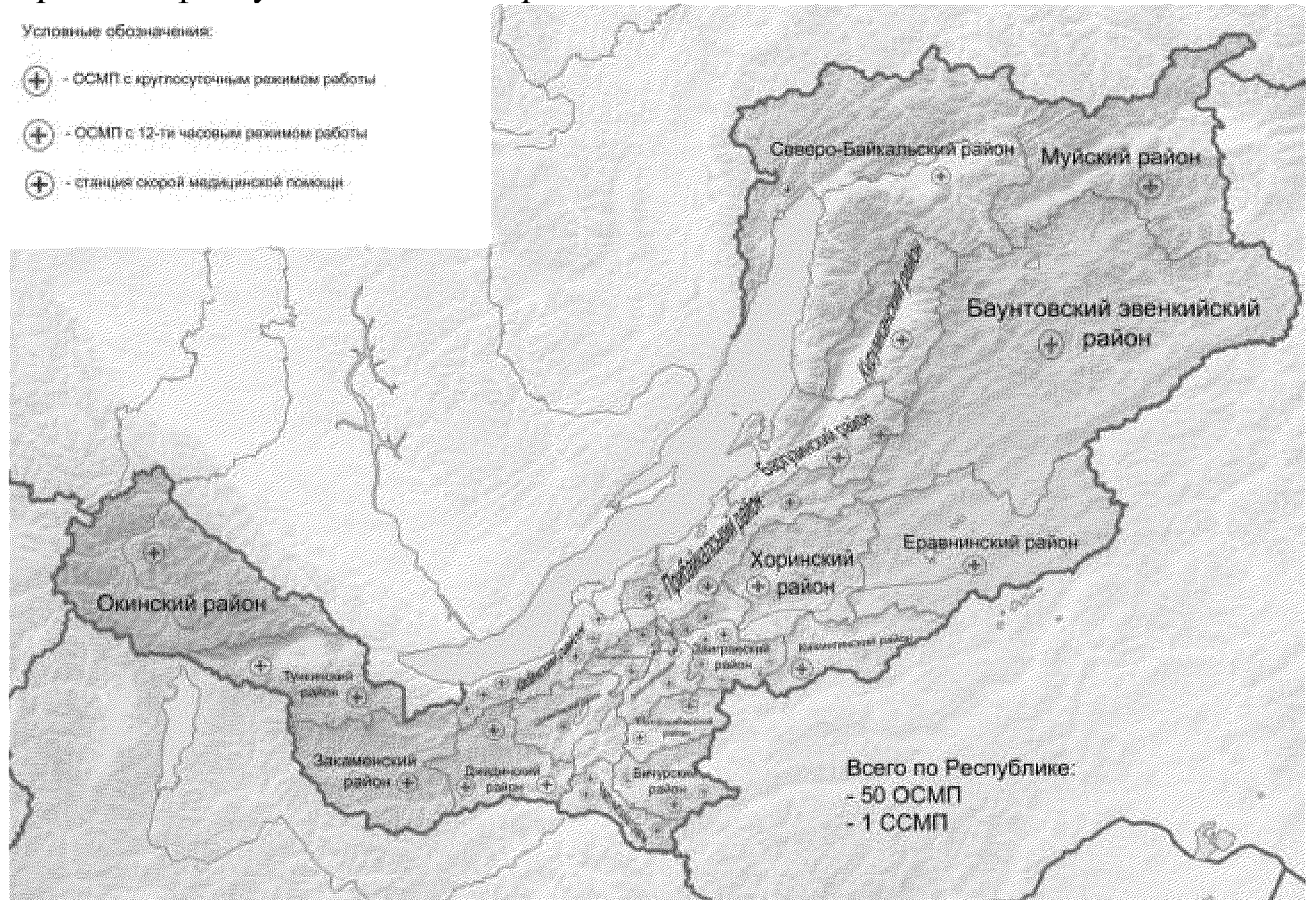 Условные обозначения:
- ОСМП с круглосуточным режимом работы
- ОСМП с 12-ти часовым режимом работы
- станция скорой медицинской помощи
Северо-Байкальский район
Муйский район
Баунтовский эвенкийский
район
район
Баргузинский район
Прибайкальский район
Хоринский
район
Еравнинский район
Окинский район
Заиграевский
район
район
Тункинский
район
район
Закаменский
район
Джидинский
район
Бичурский
район
Всего по Республике:
- 50 ОСМП
- 1 ССМП